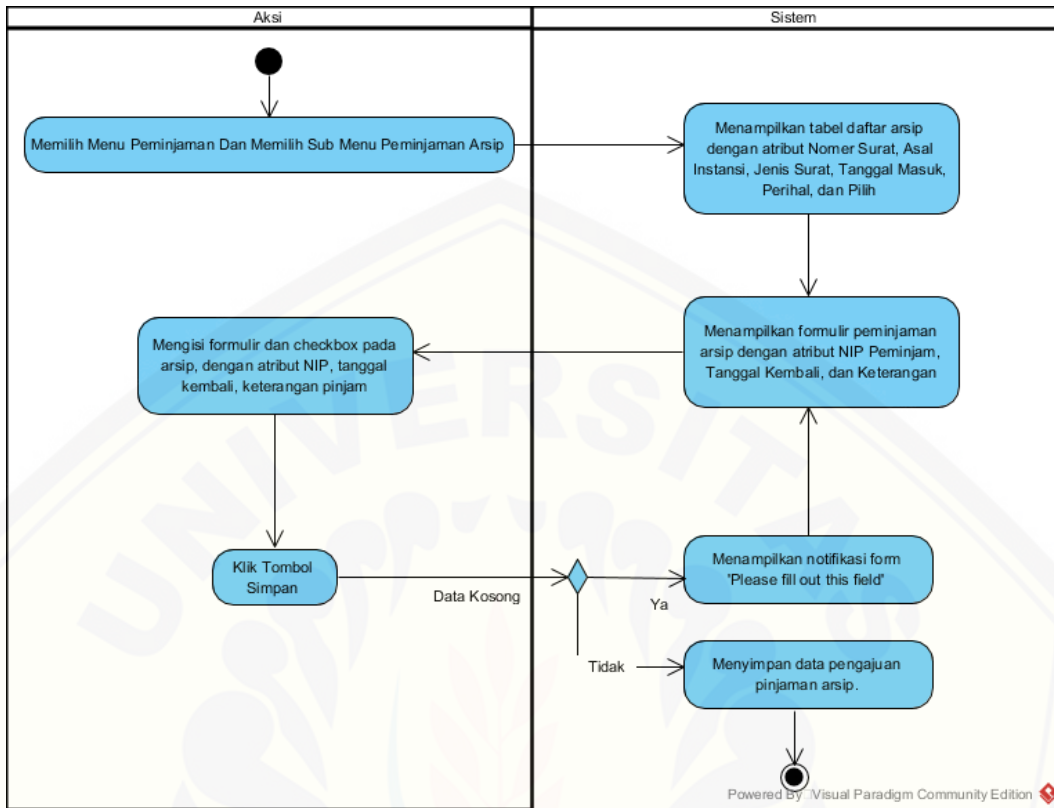 Aksi
Sistem
Memilih Menu Peminjaman Dan Memilih Sub Menu Peminjaman Arsip
Menampilkan tabel daftar arsip
dengan atribut Nomer Surat, Asal
Instansi, Jenis Surat, Tanggal Masuk,
Perihal, dan Pilih
Menampilkan formulir peminjaman
arsip dengan atribut NIP Peminjam,
Tanggal Kembali, dan Keterangan
Mengisi formulir dan checkbox pada
arsip, dengan atribut NIP, tanggal
kembali, keterangan pinjam
Klik Tombol
Simpan
Data Kosong
Ya
Menampilkan notifikasi form
'Please fill out this field'
Tidak
Menyimpan data pengajuan
pinjaman arsip.
UNIVERSITAS
Powered By Visual Paradigm Community Edition